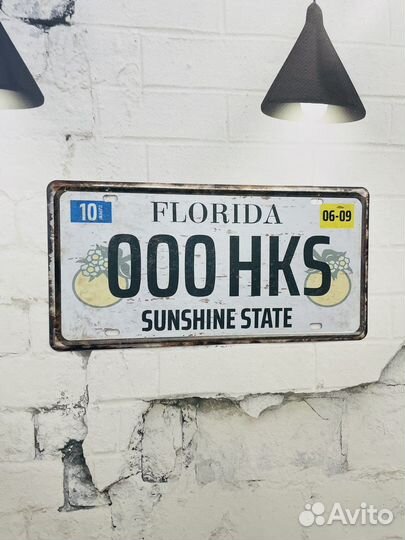 10
FLORIDA
06-09
000 HKS
SUNSHINE STATE
Avito